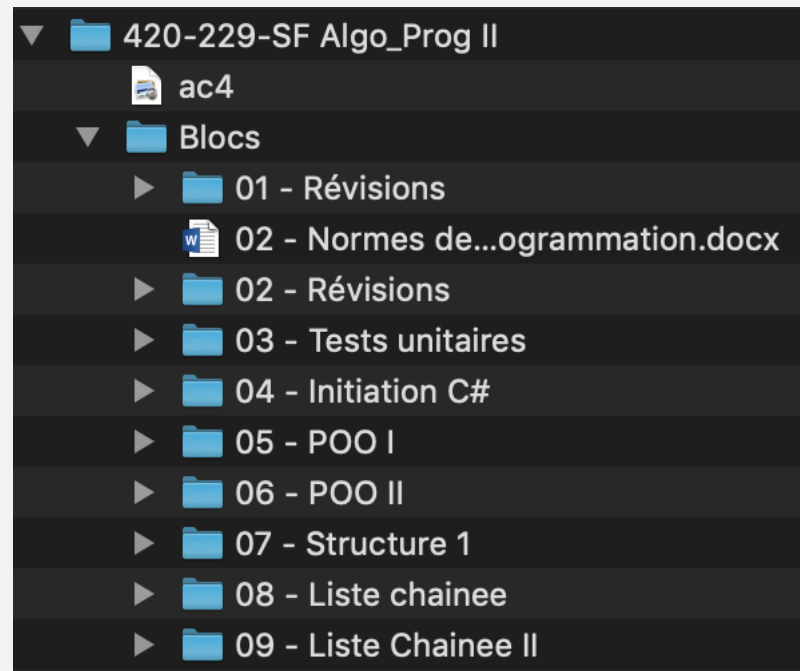 420-229-SF Algo_Prog II
ac4
Blocs
01 - Révisions
02 - Normes de...ogrammation.docx
02 - Révisions
03 - Tests unitaires
04 - Initiation C#
05 - POO I
06 - POO II
07 - Structure 1
08 - Liste chainee
09 - Liste Chainee II